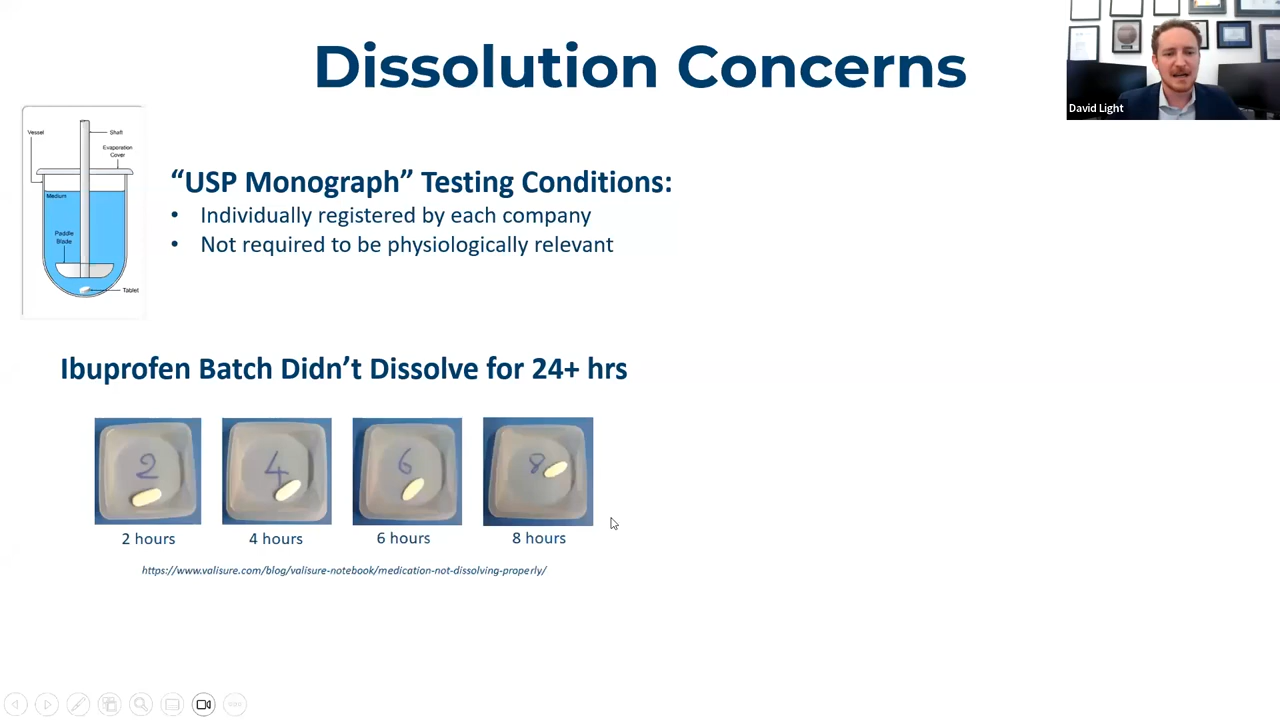 Dissolution Concerns
David Light
Vessel
Shaft
Evaporation
Cover
Medium
Paddle
Blade
Tablet
“USP Monograph” Testing Conditions:
• Individually registered by each company
• Not required to be physiologically relevant
Ibuprofen Batch Didn’t Dissolve for 24+ hrs
2
4
6
8
2 hours
4 hours
6 hours
8 hours
https://www.valisure.com/blog/valisure-notebook/medication-not-dissolving-properly/